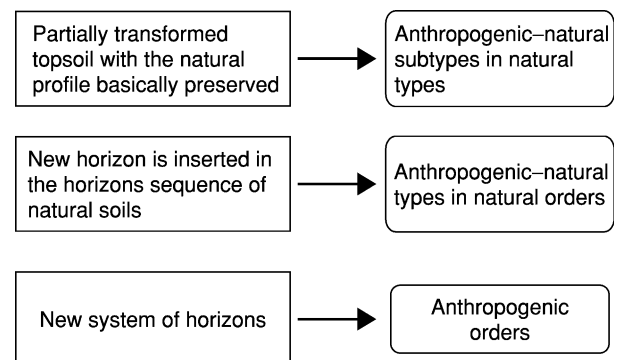 Partially transformed
topsoil with the natural
profile basically preserved
Anthropogenic–natural
subtypes in natural
types
New horizon is inserted in
the horizons sequence of
natural soils
Anthropogenic–natural
types in natural orders
New system of horizons
Anthropogenic
orders